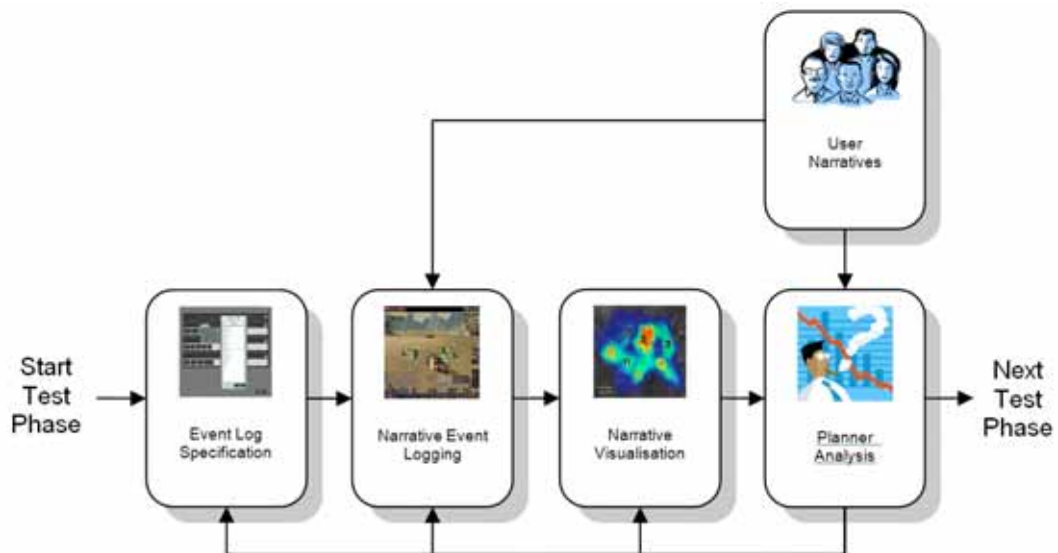 User
Narratives
Start
Test
Phase
Event Log
Specification
Narrative Event
Logging
Narrative
Visualisation
Planner
Analysis
Next
Test
Phase